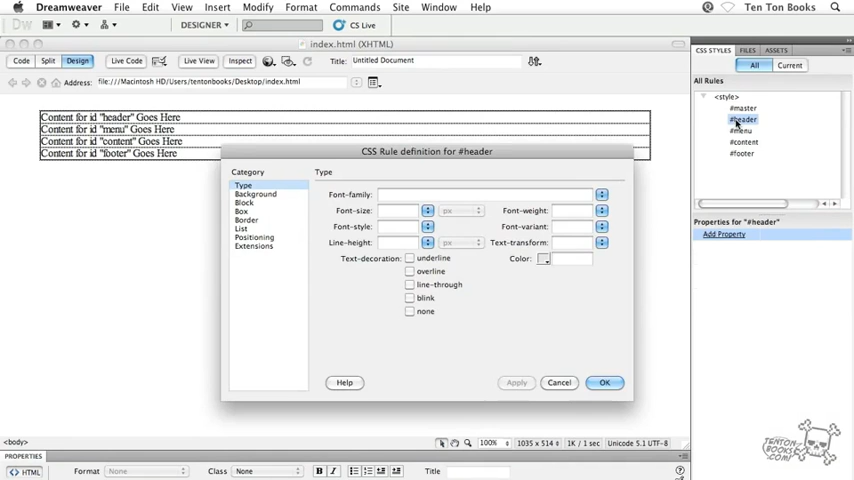 Dreamweaver File Edit View Insert Modify Format Commands Site Window Help Ten Ton Books
Dw DESIGNER CS Live
index.html (XHTML)
Code Split Design Live Code Live View Inspect Title: Untitled Document
Address: file:///Macintosh HD/Users/tentonbooks/Desktop/index.html
Content for id "header" Goes Here
Content for id "menu" Goes Here
Content for id "content" Goes Here
Content for id "footer" Goes Here
CSS Rule definition for #header
Category
Type
Background
Block
Box
Border
List
Positioning
Extensions
Type
Font-family:
Font-size: px Font-weight:
Font-style: Font-variant:
Line-height: px Text-transform:
Text-decoration: underline Color:
overline
line-through
blink
none
Help Apply Cancel OK
CSS STYLES FILES ASSETS
All Current
All Rules
<style>
#master
#header
#menu
#content
#footer
Properties for "#header"
Add Property
<body> 100% 1035 x 514 1K / 1 sec Unicode 5.1 UTF-8
PROPERTIES
<> HTML Format None Class None B I Title
TENTON-
BOOKS.
COM